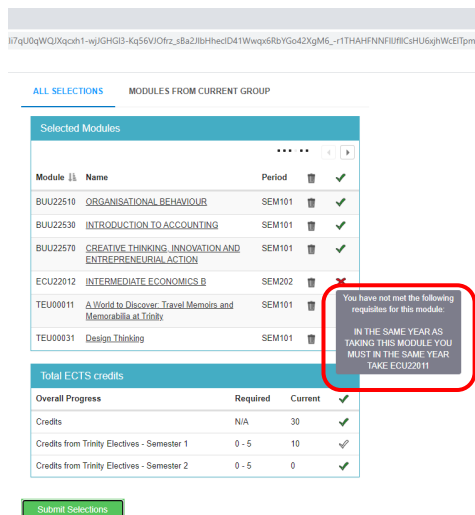 ALL SELECTIONS MODULES FROM CURRENT GROUP
Selected Modules
Module Name Period
BUU22510 ORGANISATIONAL BEHAVIOUR SEM101
BUU22530 INTRODUCTION TO ACCOUNTING SEM101
BUU22570 CREATIVE THINKING, INNOVATION AND SEM101
ENTREPRENEURIAL ACTION
ECU22012 INTERMEDIATE ECONOMICS B SEM202
TEU00011 A World to Discover: Travel Memoirs and SEM101
Memorabilia at Trinity
TEU00031 Design Thinking SEM101
You have not met the following
requisites for this module:
IN THE SAME YEAR AS
TAKING THIS MODULE YOU
MUST IN THE SAME YEAR
TAKE ECU22011
Total ECTS credits
Overall Progress Required Current
Credits N/A 30
Credits from Trinity Electives - Semester 1 0 - 5 10
Credits from Trinity Electives - Semester 2 0 - 5 0
Submit Selections